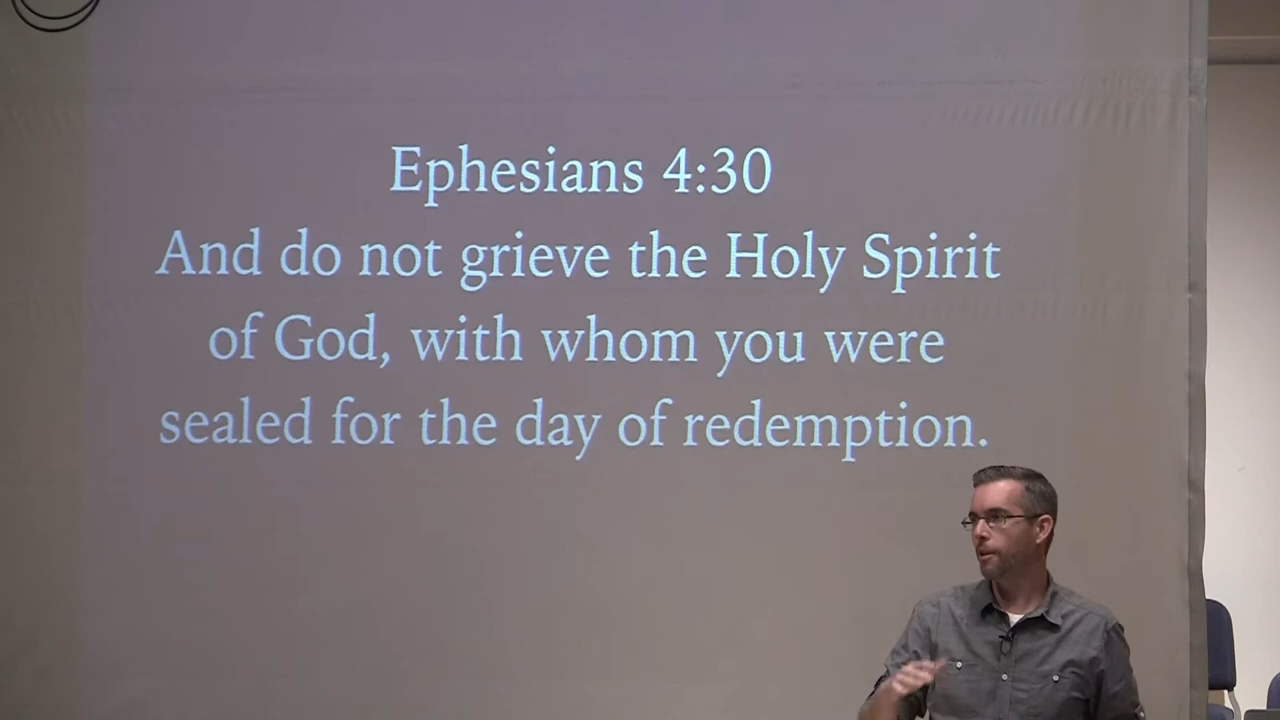 Ephesians 4:30
And do not grieve the Holy Spirit
of God, with whom you were
sealed for the day of redemption.